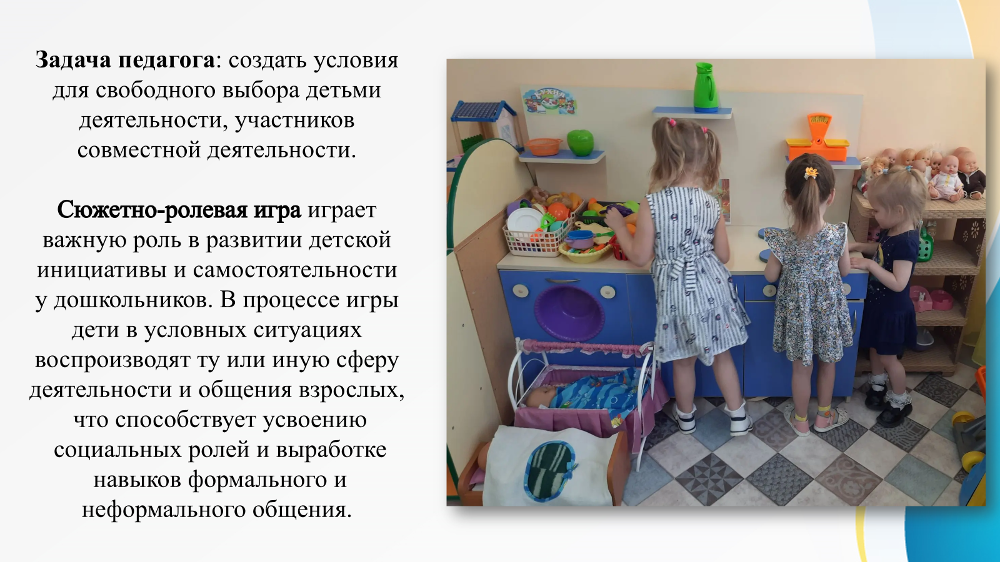 Задача педагога: создать условия
для свободного выбора детьми
деятельности, участников
совместной деятельности.
Сюжетно-ролевая игра играет
важную роль в развитии детской
инициативы и самостоятельности
у дошкольников. В процессе игры
дети в условных ситуациях
воспроизводят ту или иную сферу
деятельности и общения взрослых,
что способствует усвоению
социальных ролей и выработке
навыков формального и
неформального общения.
КУХНЯ